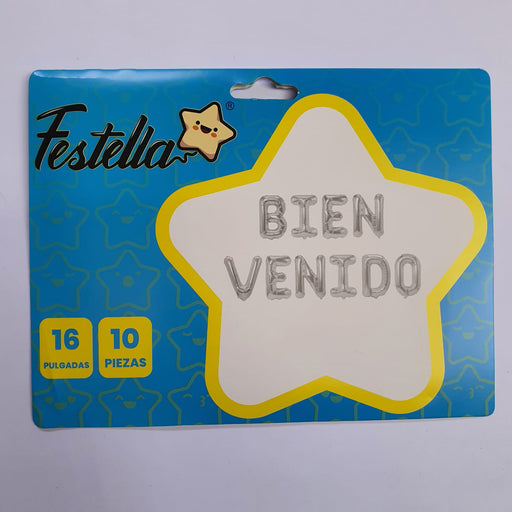 Festella
®
BIEN
VENIDO
16
PULGADAS
10
PIEZAS